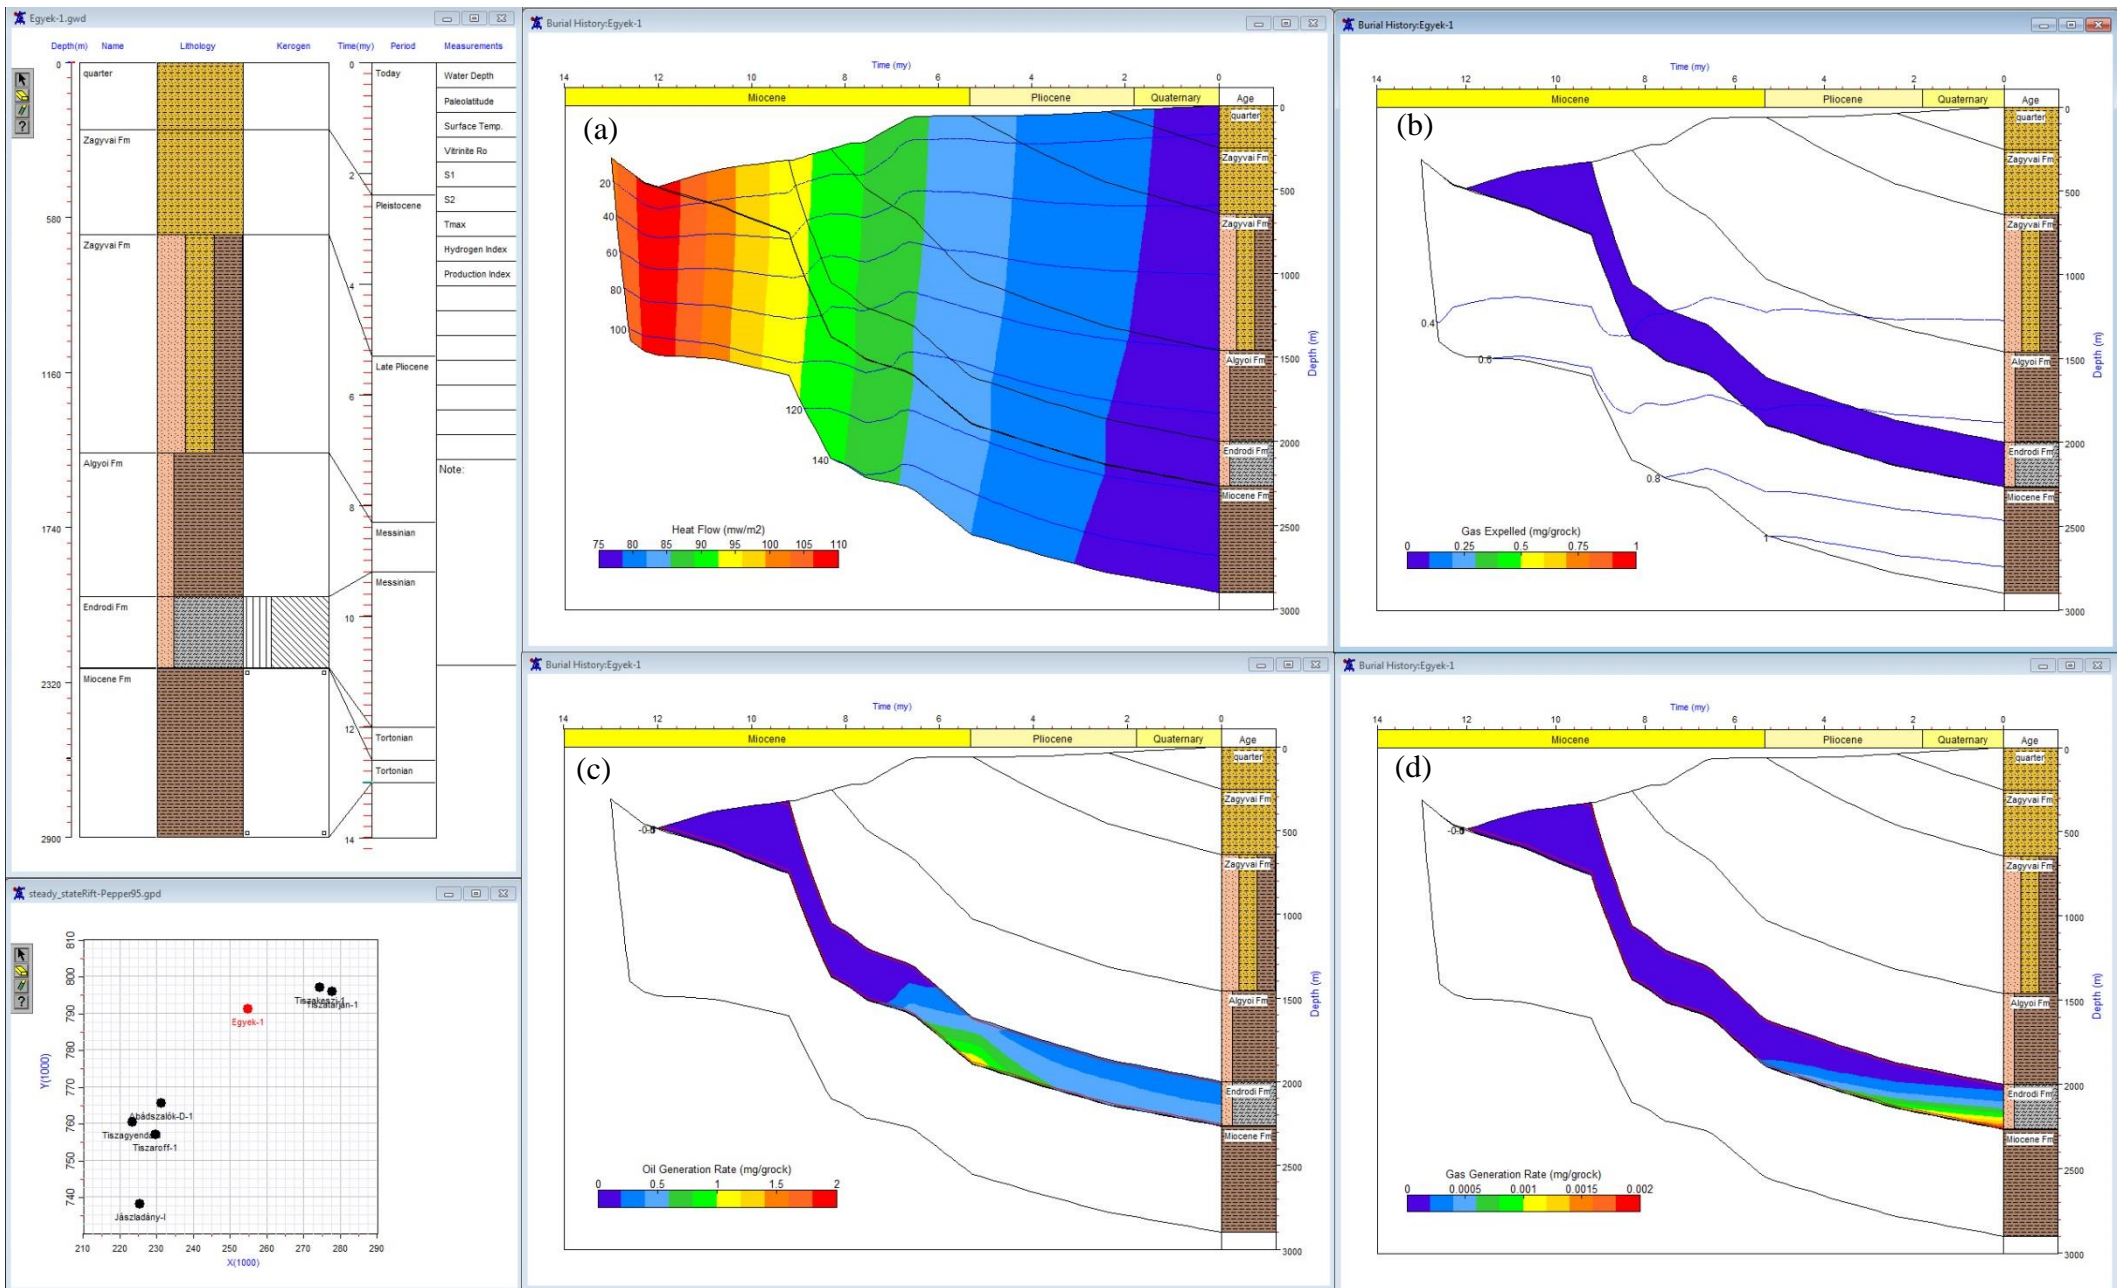 Egyek-1.gwd
Depth(m) Name Lithology Kerogen Time(my) Period Measurements
0 quarter 0 Today Water Depth
Paleolatitude
Surface Temp.
Zagyvai Fm Vitrinite Ro
2 S1
S2
Pleistocene
580 Tmax
Zagyvai Fm Hydrogen Index
Production Index
4
Late Pliocene
1160
6
Algyoi Fm Note:
8
1740 Messinian
Messinian
Endrodi Fm
10
2320 Miocene Fm
12
Tortonian
Tortonian
2900 14
steady_stateRift-Pepper95.gpd
810
800
790
780
770
760
750
740
Y(1000)
Tiszatarján-1
Egyek-1
Abádszalók-D-1
Tiszaroff-1
Jászladány-I
210 220 230 240 250 260 270 280 290
X(1000)
Burial History:Egyek-1
Time (my)
14 12 10 8 6 4 2 0
Miocene Pliocene Quaternary Age
(a)
quarter
Zagyvai Fm
Zagyvai Fm
Algyoi Fm
Endrodi Fm
Miocene Fm
20
40
60
80
100
120
140
0
500
1000
1500
2000
2500
3000
Depth (m)
Heat Flow (mw/m2)
75 80 85 90 95 100 105 110
Burial History:Egyek-1
Time (my)
14 12 10 8 6 4 2 0
Miocene Pliocene Quaternary Age
(b)
quarter
Zagyvai Fm
Zagyvai Fm
Algyoi Fm
Endrodi Fm
Miocene Fm
0.4
0.6
0.8
1
0
500
1000
1500
2000
2500
3000
Depth (m)
Gas Expelled (mg/grock)
0 0.25 0.5 0.75 1
Burial History:Egyek-1
Time (my)
14 12 10 8 6 4 2 0
Miocene Pliocene Quaternary Age
(c)
quarter
Zagyvai Fm
Zagyvai Fm
Algyoi Fm
Endrodi Fm
Miocene Fm
0
500
1000
1500
2000
2500
3000
Depth (m)
Oil Generation Rate (mg/grock)
0 0.5 1 1.5 2
Burial History:Egyek-1
Time (my)
14 12 10 8 6 4 2 0
Miocene Pliocene Quaternary Age
(d)
quarter
Zagyvai Fm
Zagyvai Fm
Algyoi Fm
Endrodi Fm
Miocene Fm
0
500
1000
1500
2000
2500
3000
Depth (m)
Gas Generation Rate (mg/grock)
0 0.0005 0.001 0.0015 0.002